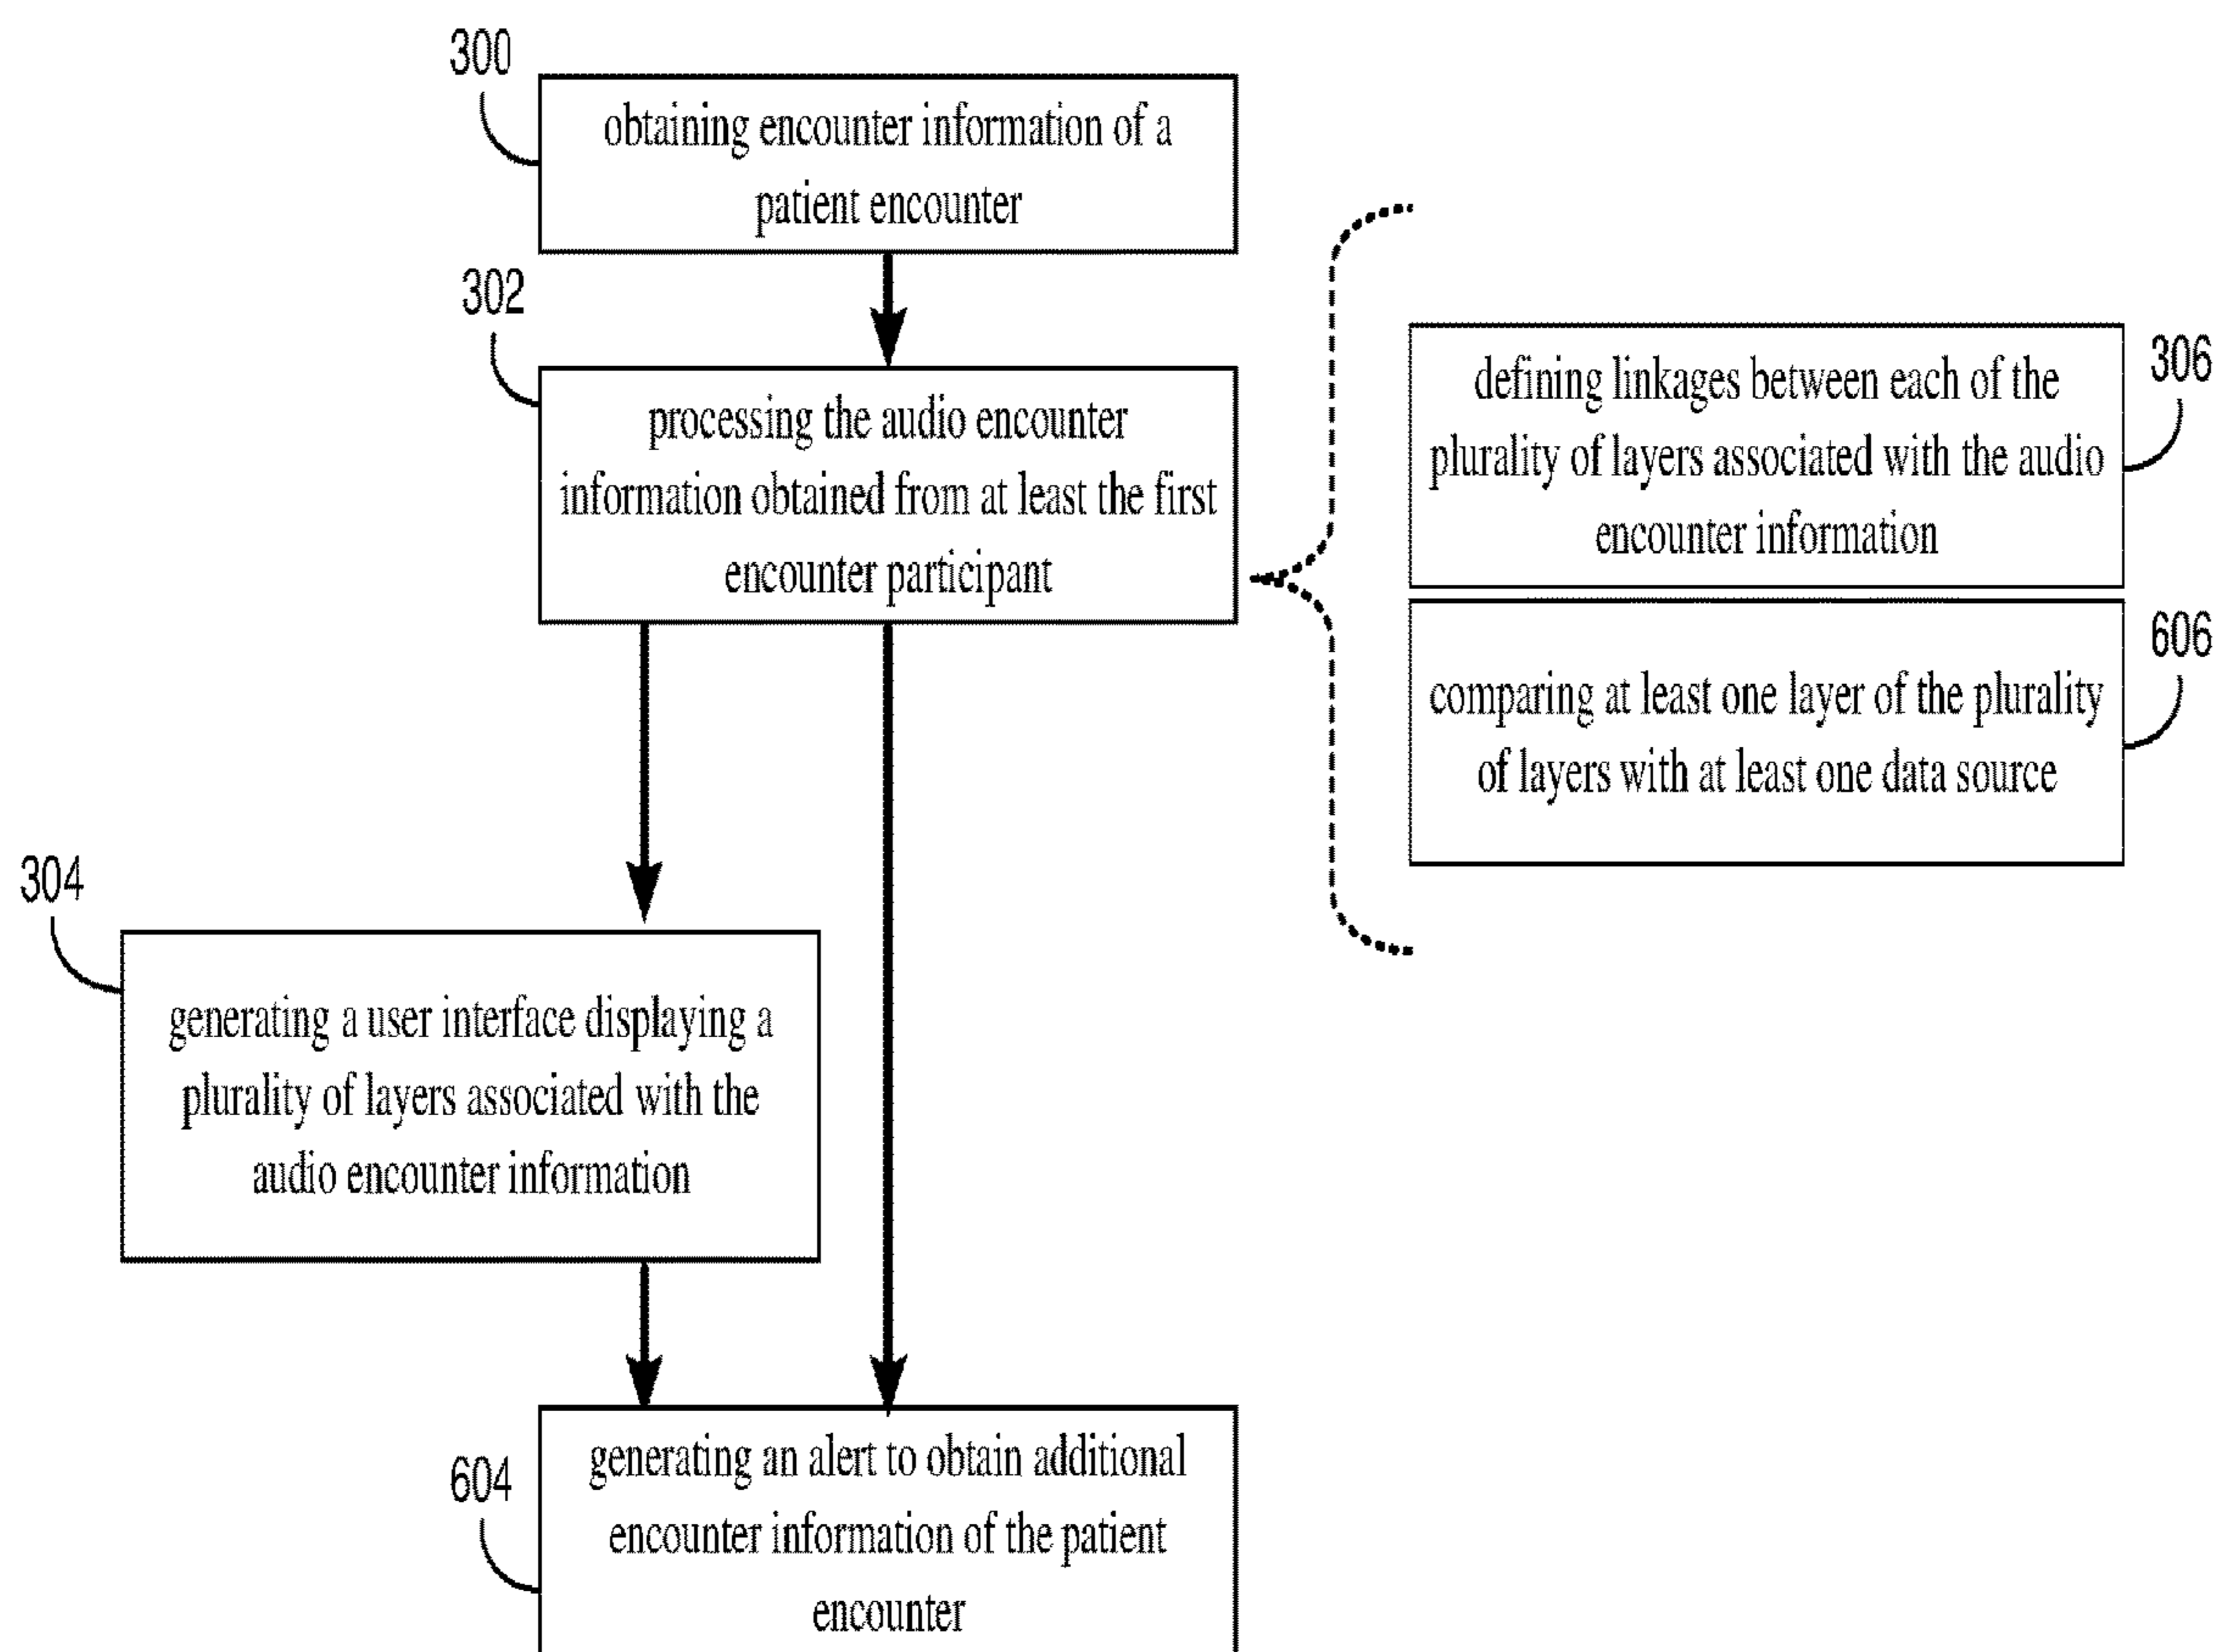 300
obtaining encounter information of a
patient encounter
302
processing the audio encounter
information obtained from at least the first
encounter participant
306
defining linkages between each of the
plurality of layers associated with the audio
encounter information
606
comparing at least one layer of the plurality
of layers with at least one data source
304
generating a user interface displaying a
plurality of layers associated with the
audio encounter information
604
generating an alert to obtain additional
encounter information of the patient
encounter